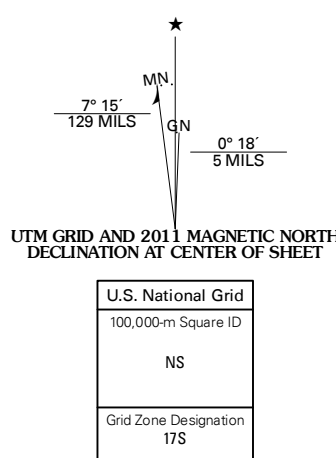 ★
M.N.
7° 15´
129 MILS
GN
0° 18´
5 MILS
UTM GRID AND 2011 MAGNETIC NORTH
DECLINATION AT CENTER OF SHEET
U.S. National Grid
100,000-m Square ID
NS
Grid Zone Designation
17S